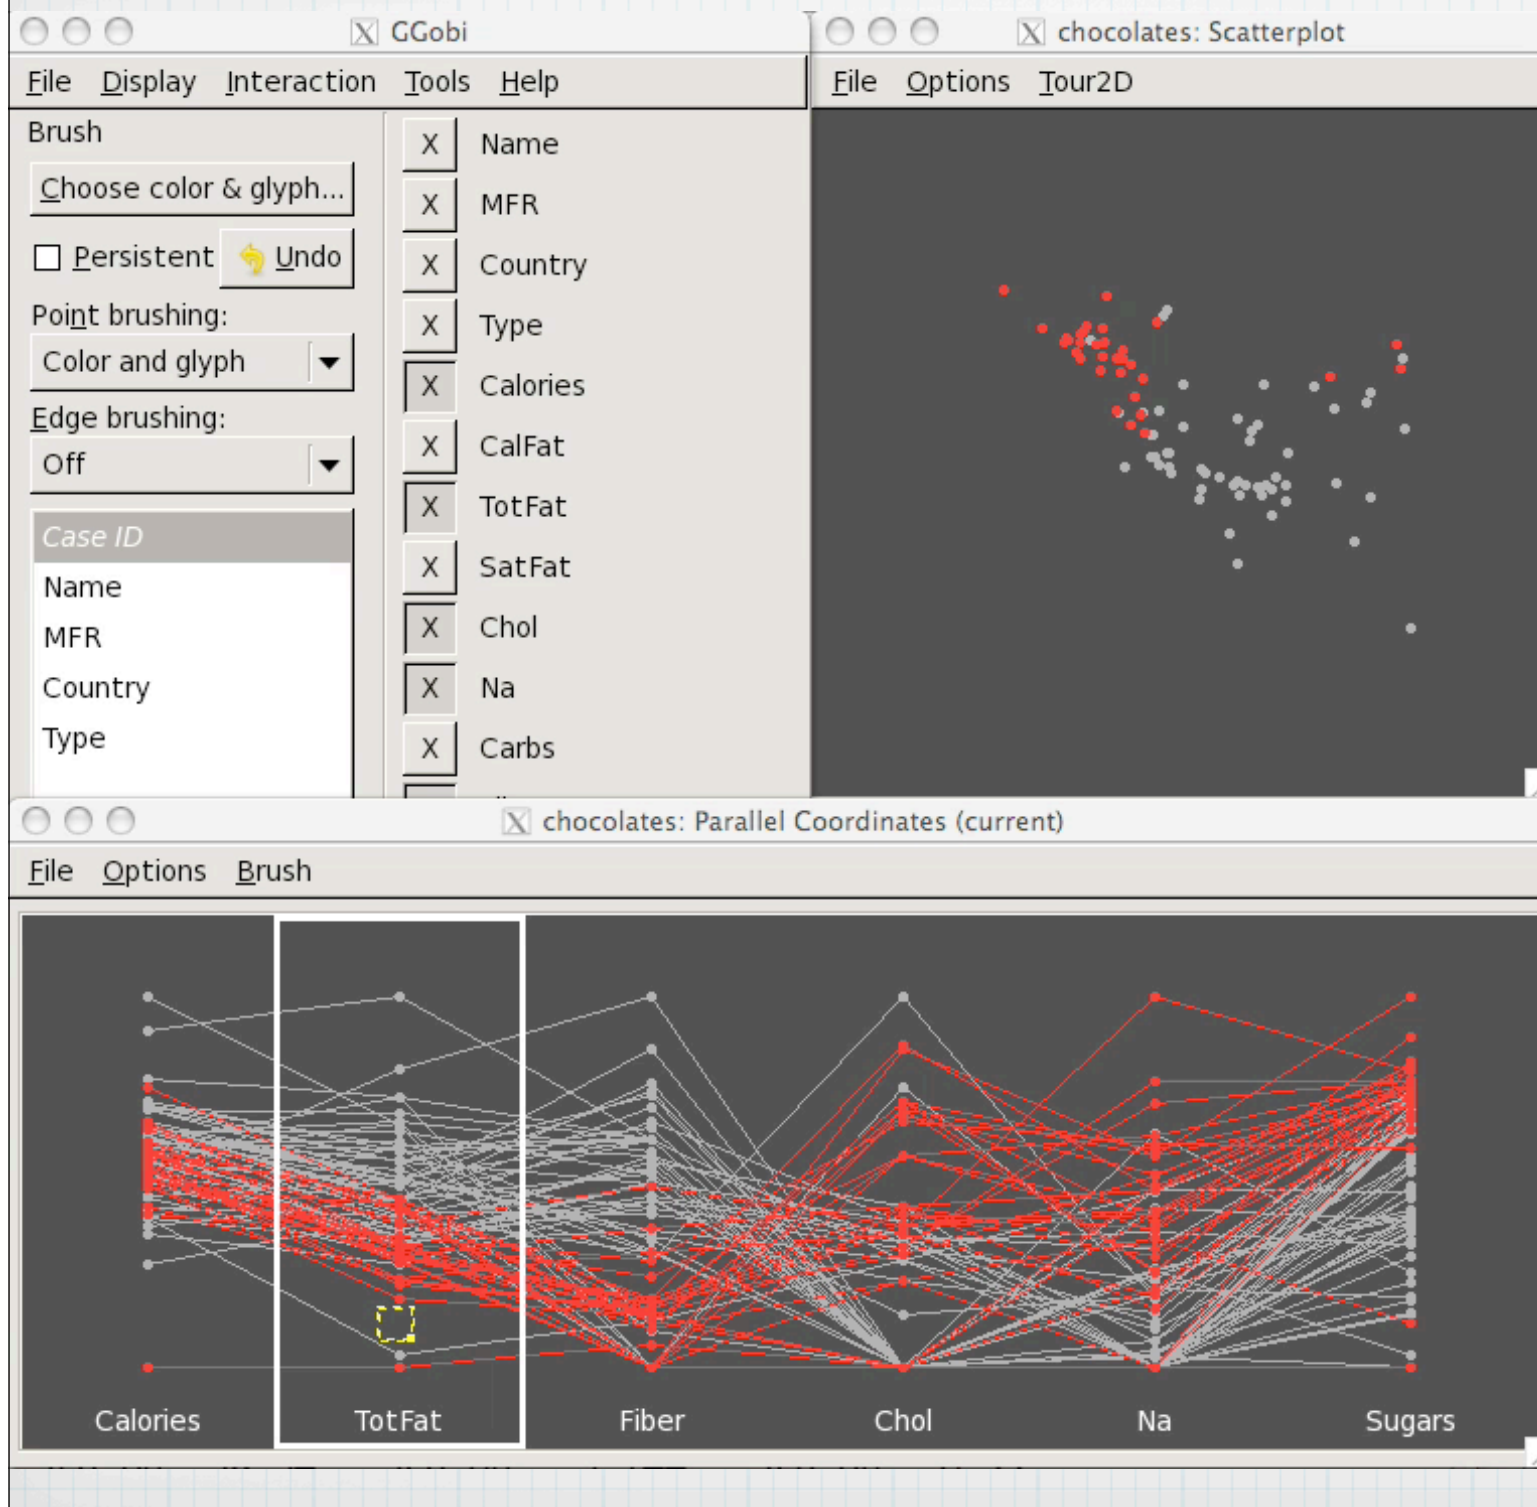 X GGobi
File Display Interaction Tools Help
Brush
Choose color & glyph...
Persistent Undo
Point brushing:
Color and glyph
Edge brushing:
Off
Case ID
Name
MFR
Country
Type
X Name
X MFR
X Country
X Type
X Calories
X CalFat
X TotFat
X SatFat
X Chol
X Na
X Carbs
X chocolates: Scatterplot
File Options Tour2D
X chocolates: Parallel Coordinates (current)
File Options Brush
Calories TotFat Fiber Chol Na Sugars